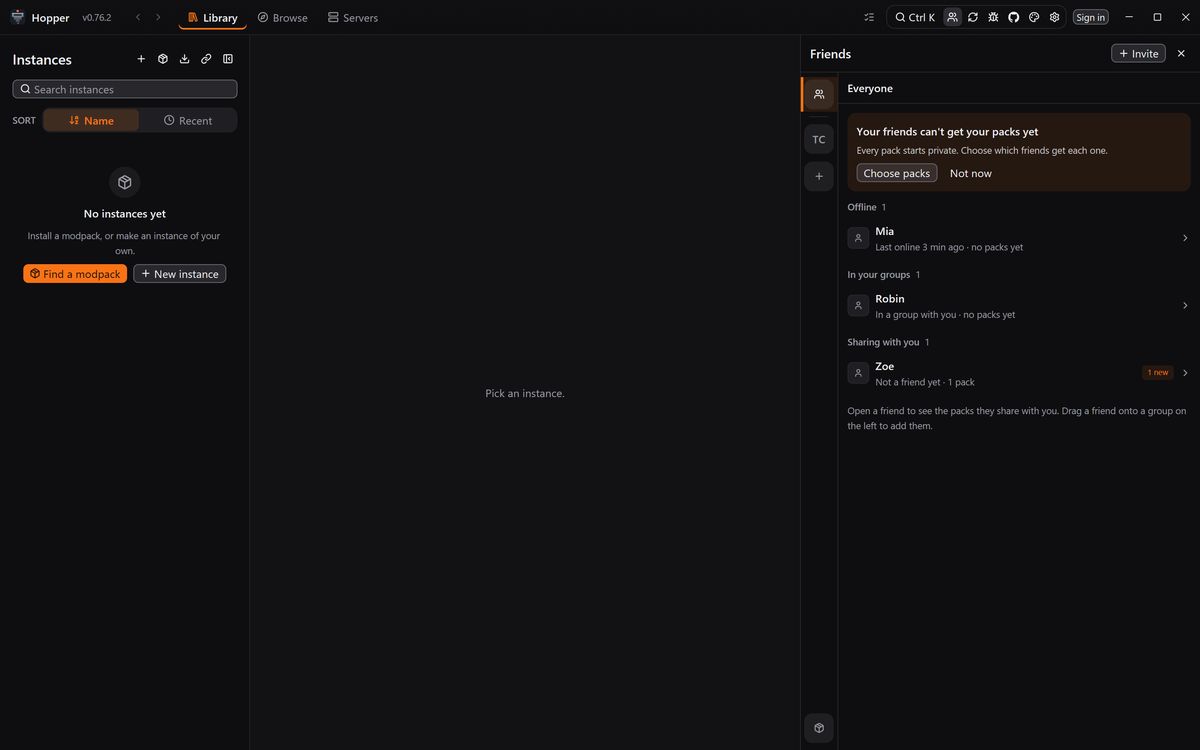 Hopper v0.76.2 Library Browse Servers Ctrl K Sign in
Instances
Search instances
SORT Name Recent
No instances yet
Install a modpack, or make an instance of your
own.
Find a modpack New instance
Pick an instance.
Friends Invite
Everyone
TC
Your friends can't get your packs yet
Every pack starts private. Choose which friends get each one.
Choose packs Not now
Offline 1
Mia
Last online 3 min ago · no packs yet
In your groups 1
Robin
In a group with you · no packs yet
Sharing with you 1
Zoe
Not a friend yet · 1 pack
1 new
Open a friend to see the packs they share with you. Drag a friend onto a group on
the left to add them.